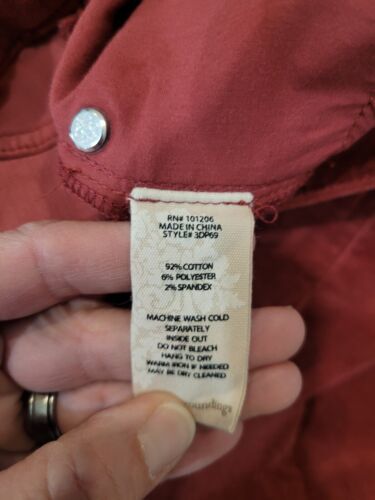 RN# 101206
MADE IN CHINA
STYLE# 3DP69
92% COTTON
6% POLYESTER
2% SPANDEX
MACHINE WASH COLD
SEPARATELY
INSIDE OUT
DO NOT BLEACH
HANG TO DRY
WARM IRON IF NEEDED
MAY BE DRY CLEANED